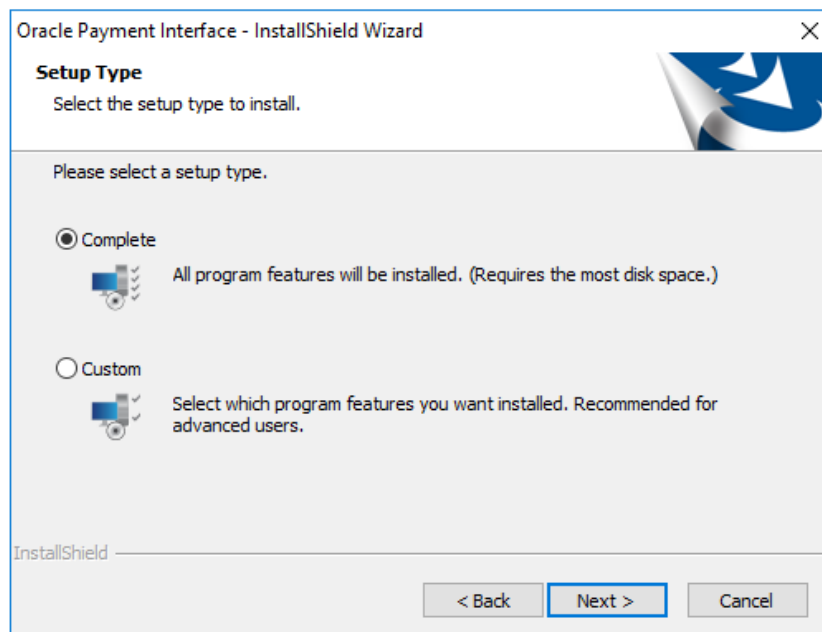 Oracle Payment Interface - InstallShield Wizard
Setup Type
Select the setup type to install.
Please select a setup type.
Complete
All program features will be installed. (Requires the most disk space.)
Custom
Select which program features you want installed. Recommended for
advanced users.
InstallShield
< Back
Next >
Cancel